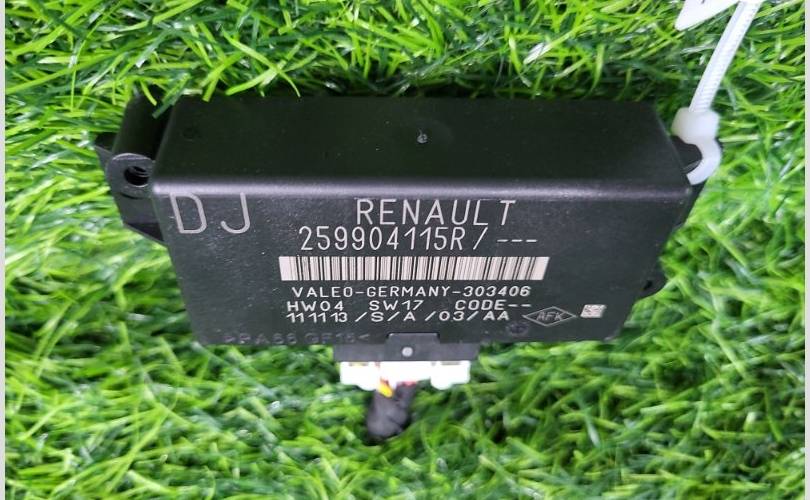 DJ
RENAULT
259904115R/ ---
VALEO-GERMANY-303406
HW04 SW17 CODE--
111113/S/A/03/AA AFK